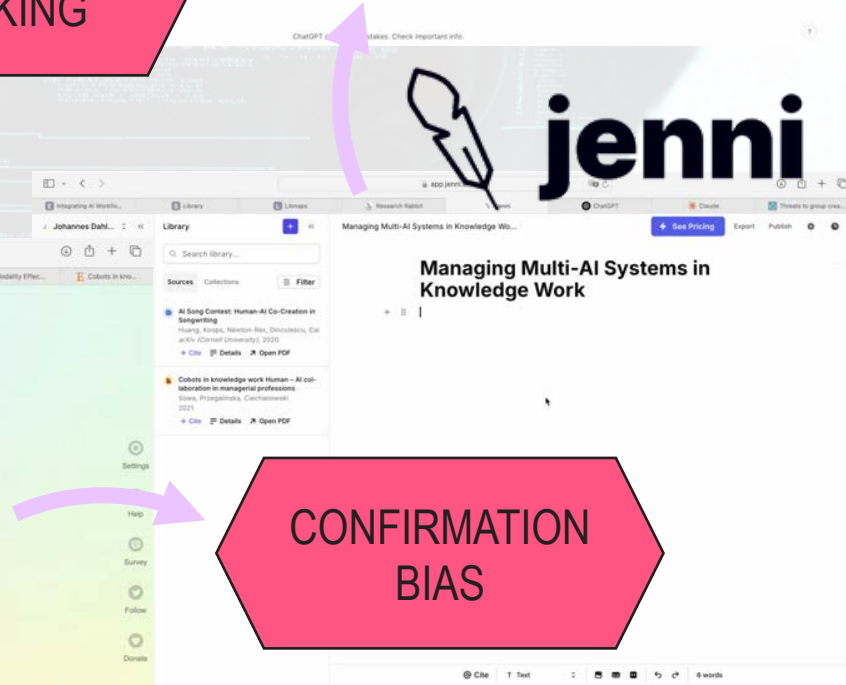 KING
ChatGPT
stakes. Check important info.
?
jenni
app.jenni
Integrating AI Workflo...
Library
Litmaps
Research Rabbit
ChatGPT
Claude
Threats to group crea...
Johannes Dahl...
Library
Search library...
Sources
Collections
Filter
AI Song Contest: Human-AI Co-Creation in
Songwriting
Huang, Koops, Newton-Rex, Dinculescu, Cai
arXiv (Cornell University), 2020
+ Cite
Details
Open PDF
Cobots in knowledge work Human – AI col-
laboration in managerial professions
Sowa, Przegalinska, Ciechanowski
2021
+ Cite
Details
Open PDF
Managing Multi-AI Systems in Knowledge Wo...
See Pricing
Export
Publish
Managing Multi-AI Systems in
Knowledge Work
odality Effec...
Cobots in kno...
Settings
Help
Survey
Follow
Donate
CONFIRMATION
BIAS
Cite
T Text
6 words